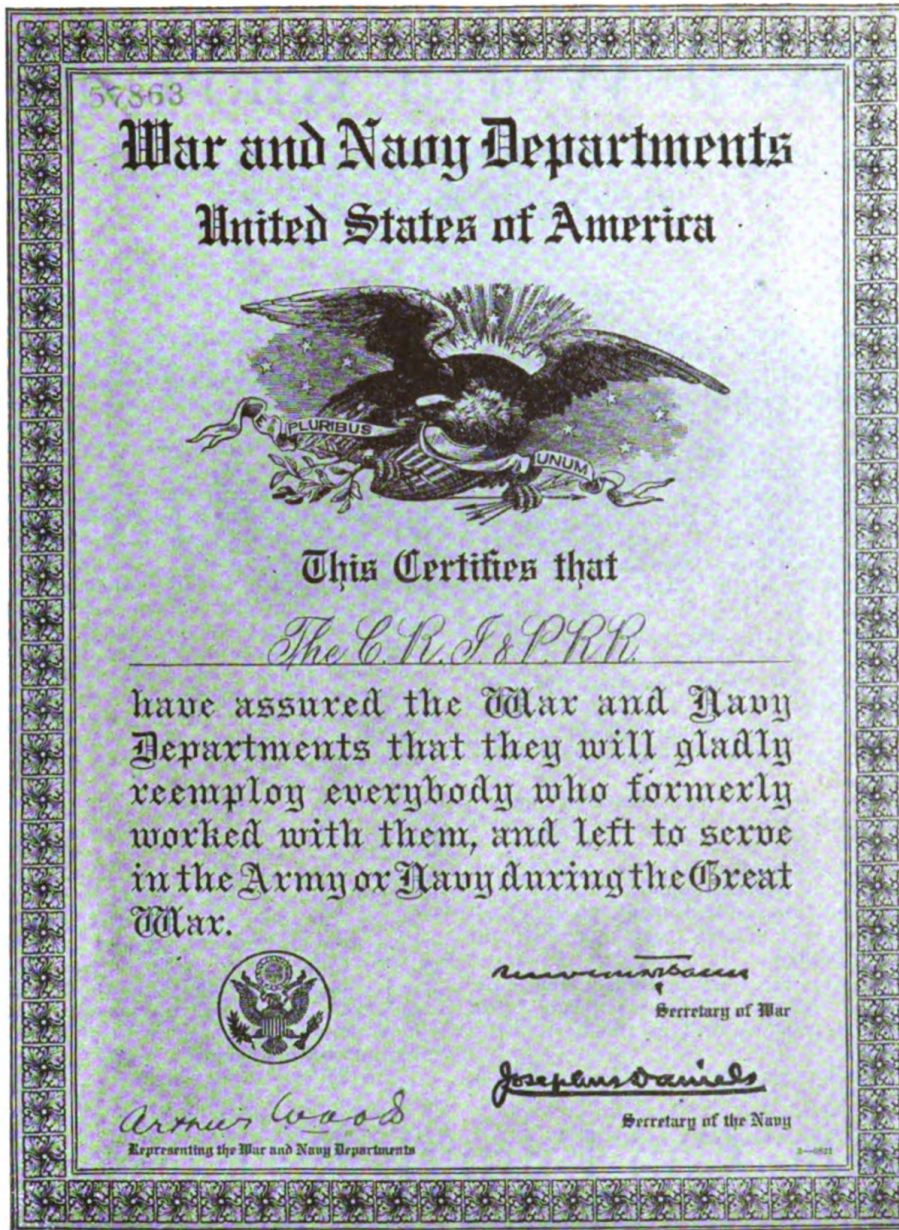 57863
War and Navy Departments
United States of America
PLURIBUS
UNUM
This Certifies that
The C. R. I. & P. R. R.
have assured the War and Navy
Departments that they will gladly
reemploy everybody who formerly
worked with them, and left to serve
in the Army or Navy during the Great
War.
Secretary of War
Josephus Daniels
Secretary of the Navy
Arthur Woods
Representing the War and Navy Departments